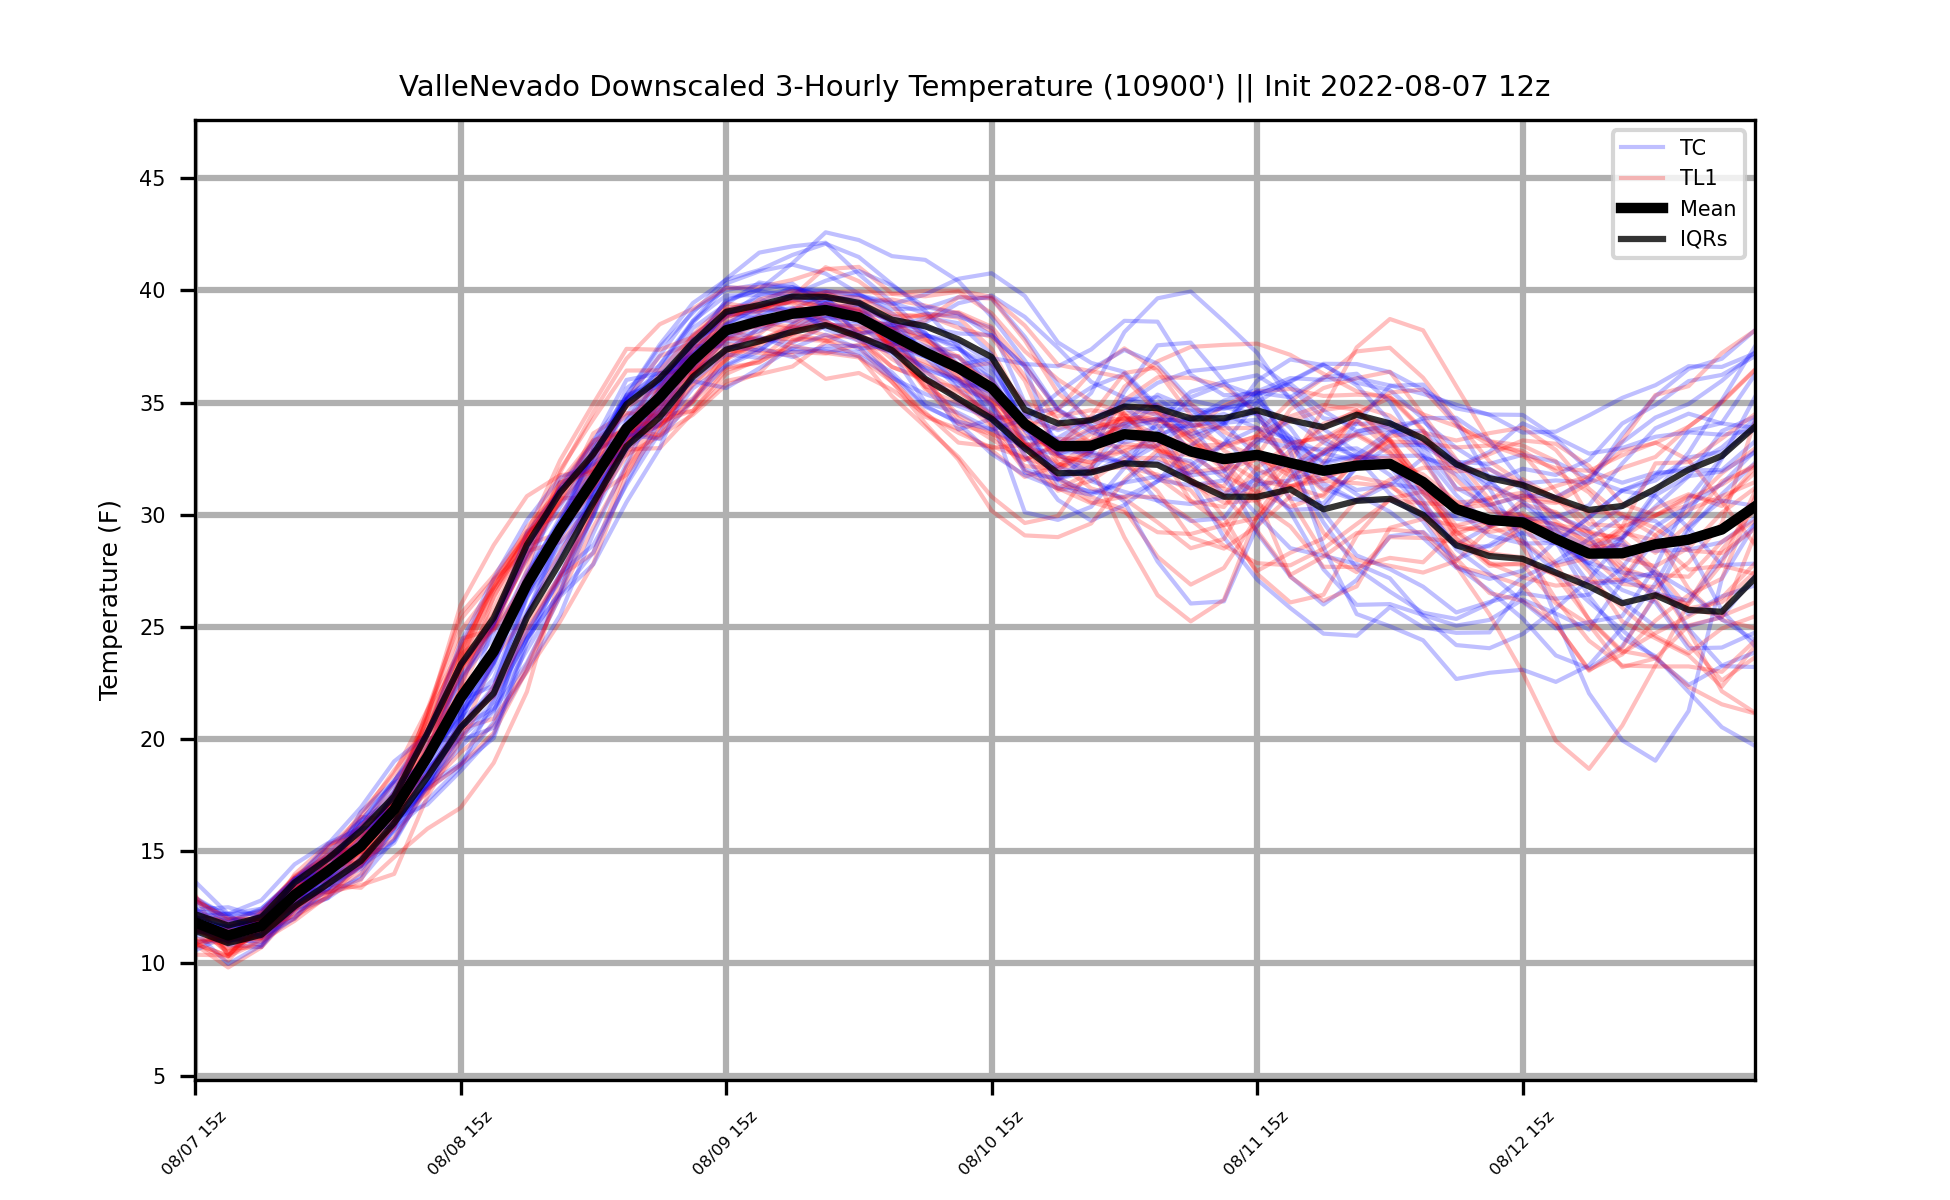 ValleNevado Downscaled 3-Hourly Temperature (10900') || Init 2022-08-07 12z
TC
TL1
Mean
IQRs
Temperature (F)
45
40
35
30
25
20
15
10
5
08/07 15z
08/08 15z
08/09 15z
08/10 15z
08/11 15z
08/12 15z